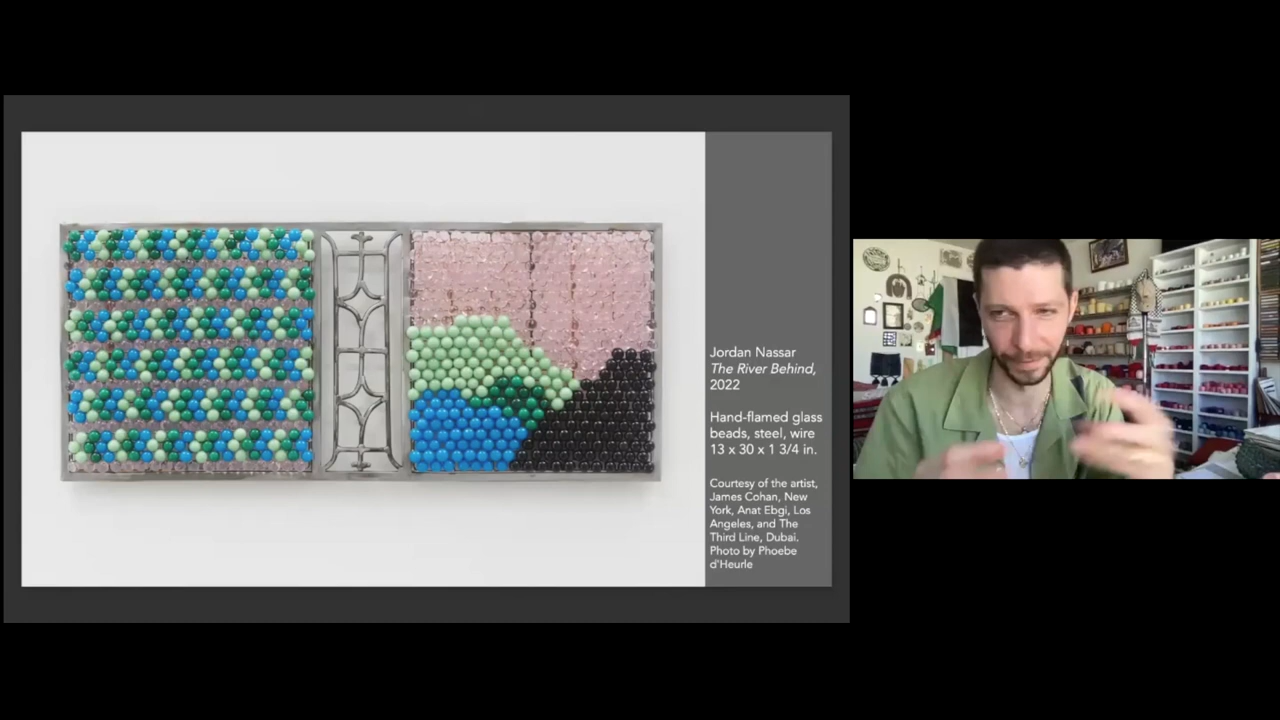 Jordan Nassar
The River Behind,
2022
Hand-flamed glass
beads, steel, wire
13 x 30 x 1 3/4 in.
Courtesy of the artist,
James Cohan, New
York, Anat Ebgi, Los
Angeles, and The
Third Line, Dubai.
Photo by Phoebe
d'Heurle